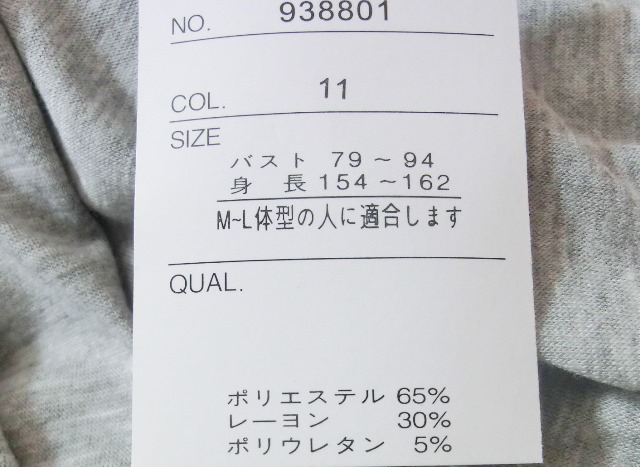 NO. 938801
COL. 11
SIZE
バスト 79～94
身 長 154～162
M~L体型の人に適合します
QUAL.
ポリエステル 65%
レーヨン 30%
ポリウレタン 5%